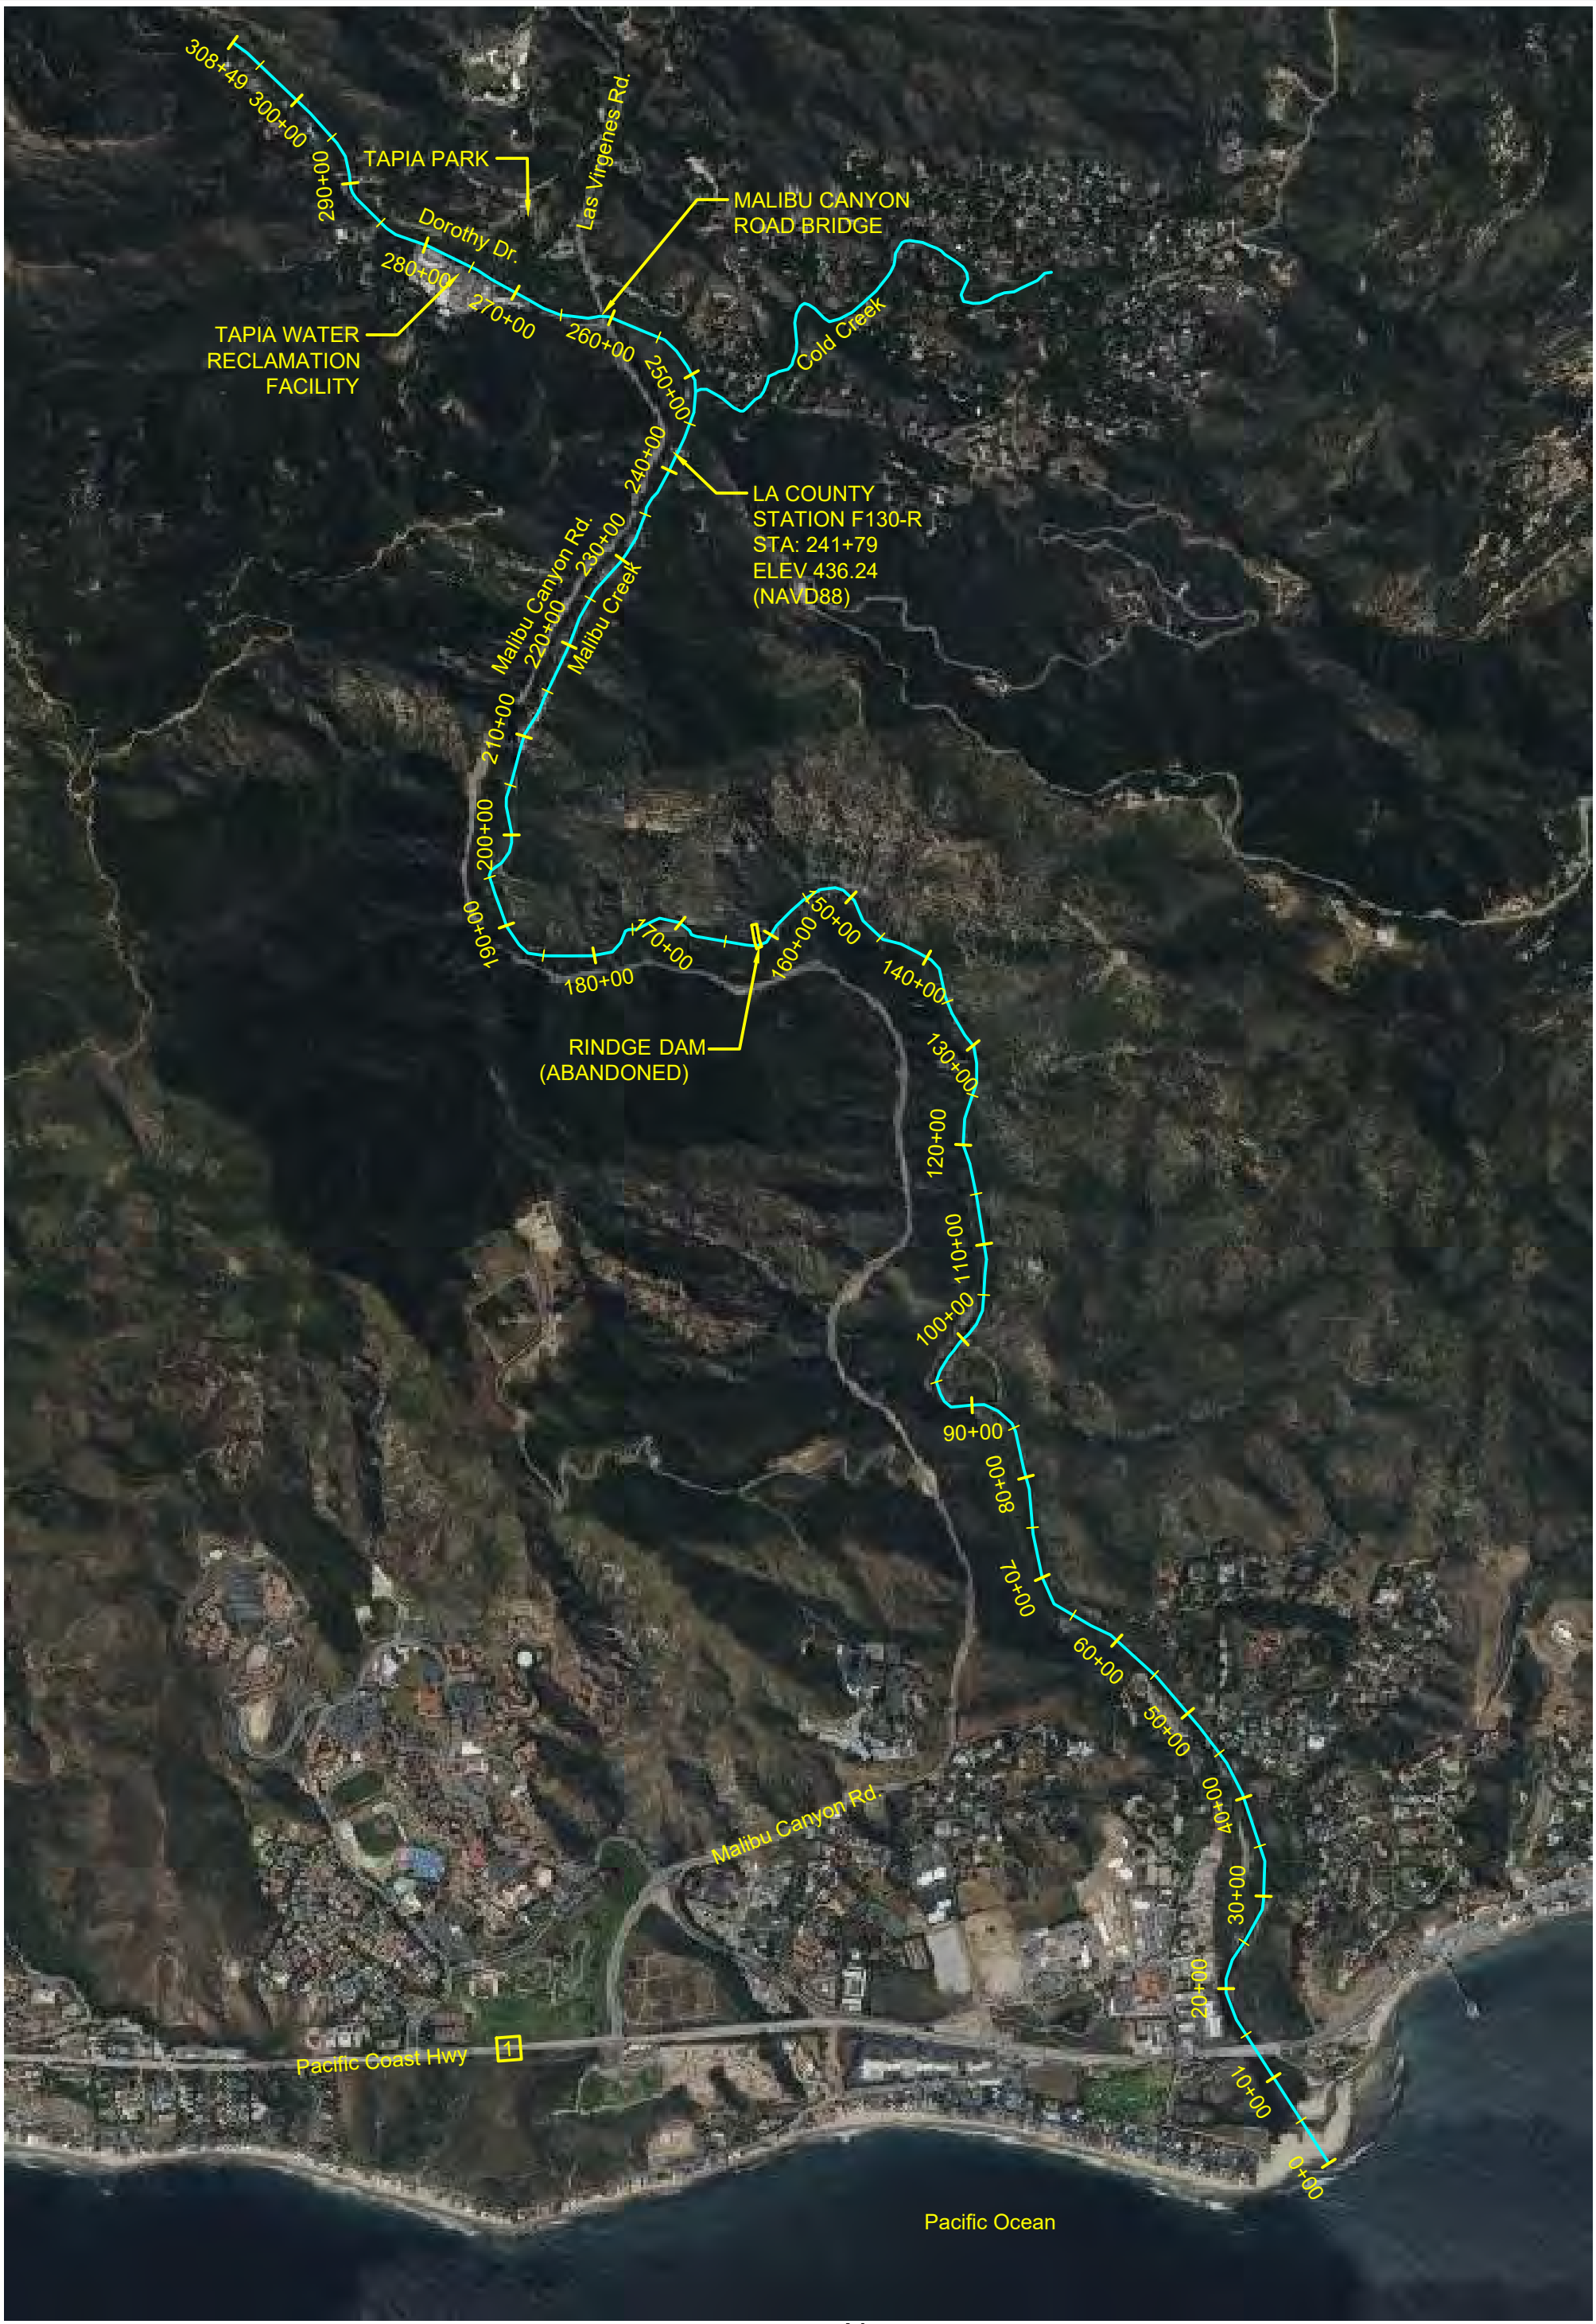 308+49
300+00
290+00
TAPIA PARK
Las Virgenes Rd.
MALIBU CANYON
ROAD BRIDGE
Dorothy Dr.
280+00
270+00
260+00
TAPIA WATER
RECLAMATION
FACILITY
Cold Creek
250+00
240+00
LA COUNTY
STATION F130-R
STA: 241+79
ELEV 436.24
(NAVD88)
230+00
Malibu Canyon Rd.
220+00
Malibu Creek
210+00
200+00
190+00
180+00
170+00
160+00
150+00
140+00
RINDGE DAM
(ABANDONED)
130+00
120+00
110+00
100+00
90+00
80+00
70+00
60+00
50+00
40+00
Malibu Canyon Rd.
30+00
20+00
Pacific Coast Hwy
1
10+00
0+00
Pacific Ocean